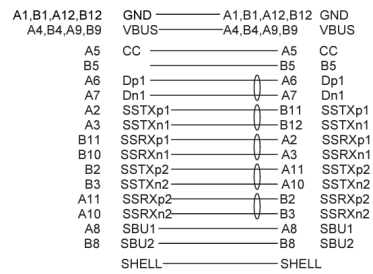 A1,B1,A12,B12 GND A1,B1,A12,B12 GND
A4,B4,A9,B9 VBUS A4,B4,A9,B9 VBUS
A5 CC A5 CC
B5 B5 B5
A6 Dp1 A6 Dp1
A7 Dn1 A7 Dn1
A2 SSTXp1 B11 SSTXp1
A3 SSTXn1 B12 SSTXn1
B11 SSRXp1 A2 SSRXp1
B10 SSRXn1 A3 SSRXn1
B2 SSTXp2 A11 SSTXp2
B3 SSTXn2 A10 SSTXn2
A11 SSRXp2 B2 SSRXp2
A10 SSRXn2 B3 SSRXn2
A8 SBU1 A8 SBU1
B8 SBU2 B8 SBU2
SHELL SHELL